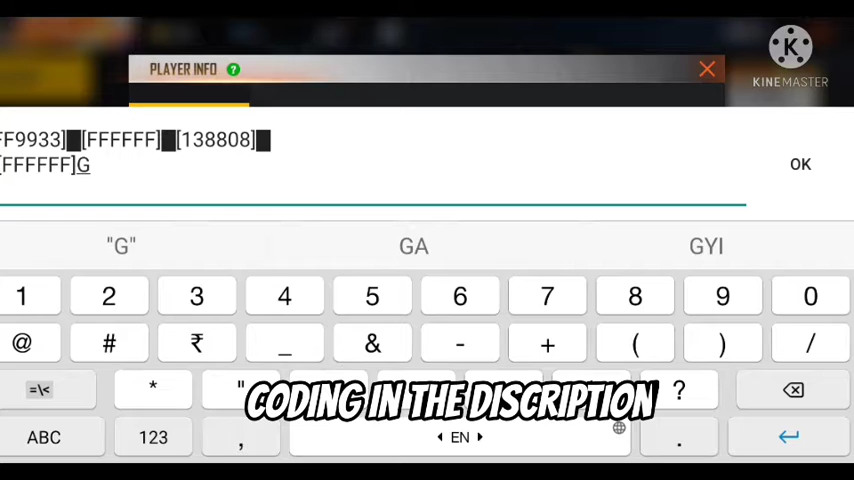 PLAYER INFO ?
K
KINEMASTER
FF9933]█[FFFFFF]█[138808]█
[FFFFFF]G
OK
"G" GA GYI
1 2 3 4 5 6 7 8 9 0
@ # ₹ _ & - + ( ) /
=\< * " ?
CODING IN THE DISCRIPTION
ABC 123 , EN .